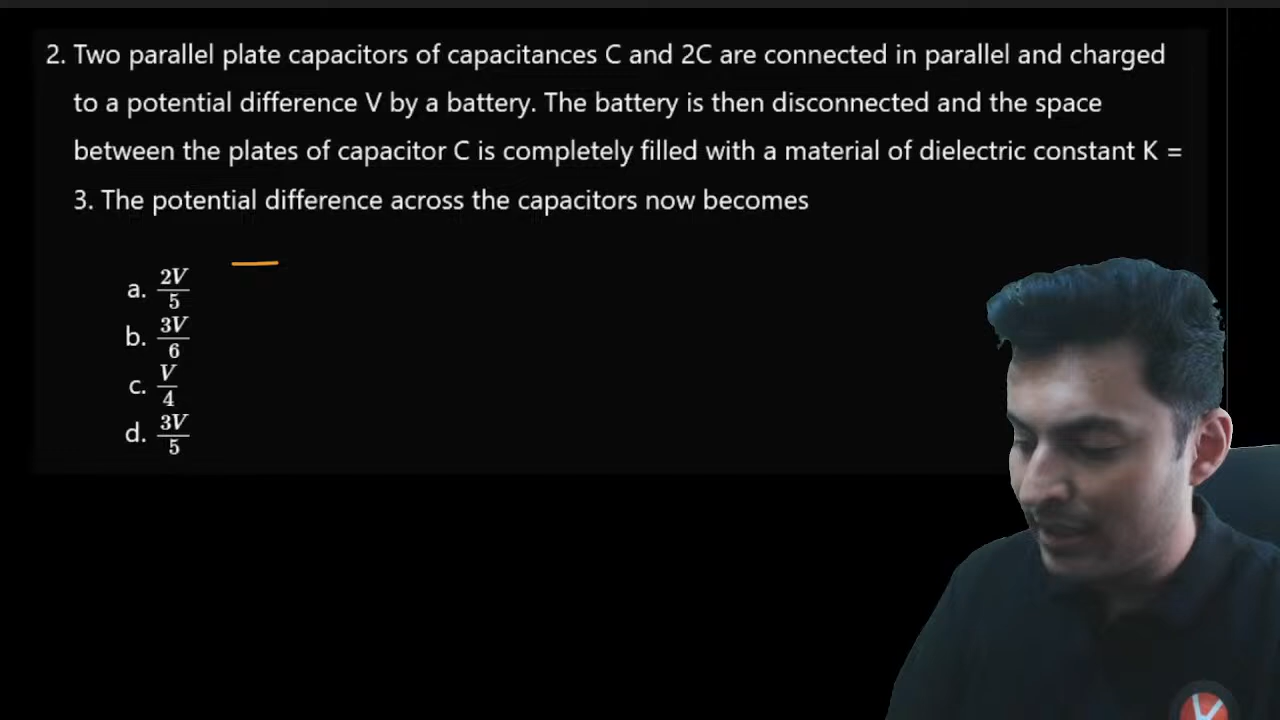 2. Two parallel plate capacitors of capacitances C and 2C are connected in parallel and charged
to a potential difference V by a battery. The battery is then disconnected and the space
between the plates of capacitor C is completely filled with a material of dielectric constant K =
3. The potential difference across the capacitors now becomes
a. 2V/5
b. 3V/6
c. V/4
d. 3V/5